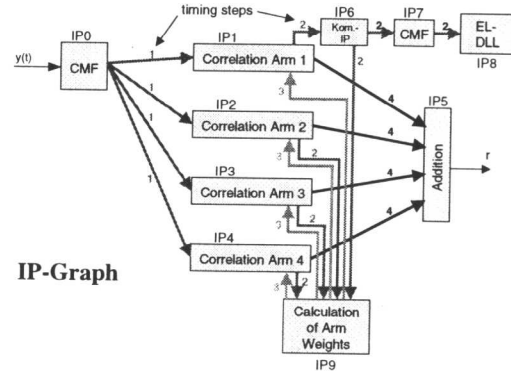 timing steps
IP0
y(t)
CMF
1
1
1
1
IP1
Correlation Arm 1
2
IP6
Kom.-
IP
2
IP7
CMF
2
EL-
DLL
IP8
2
3
4
IP2
Correlation Arm 2
2
3
4
IP5
Addition
r
IP3
Correlation Arm 3
2
3
4
IP4
Correlation Arm 4
2
3
4
IP-Graph
Calculation
of Arm
Weights
IP9